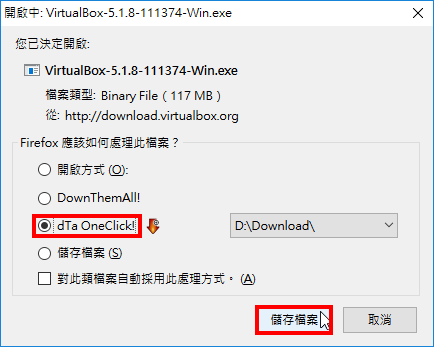 開啟中: VirtualBox-5.1.8-111374-Win.exe
您已決定開啟:
VirtualBox-5.1.8-111374-Win.exe
檔案類型: Binary File（117 MB）
從: http://download.virtualbox.org
Firefox 應該如何處理此檔案？
開啟方式 (O):
DownThemAll!
dTa OneClick! D:\Download\
儲存檔案 (S)
對此類檔案自動採用此處理方式。(A)
儲存檔案 取消